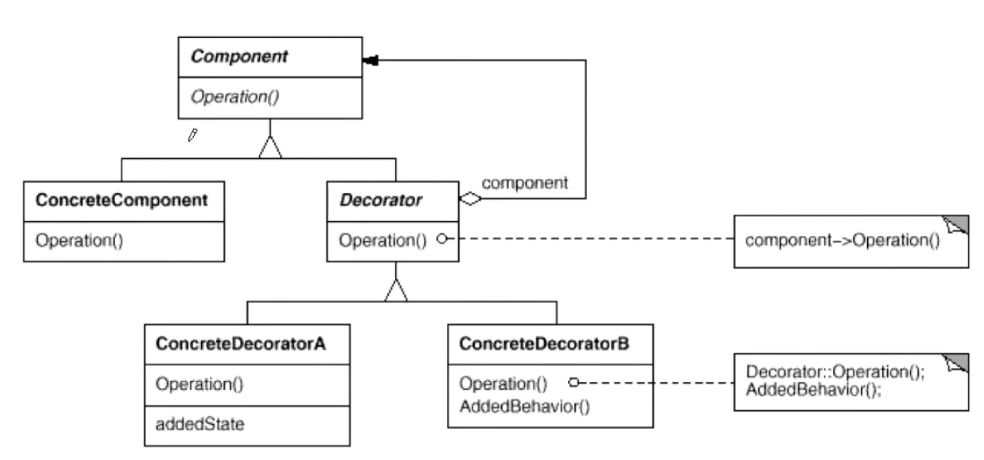 Component
Operation()
ConcreteComponent
Operation()
Decorator
Operation()
component
component–>Operation()
ConcreteDecoratorA
Operation()
addedState
ConcreteDecoratorB
Operation()
AddedBehavior()
Decorator::Operation();
AddedBehavior();